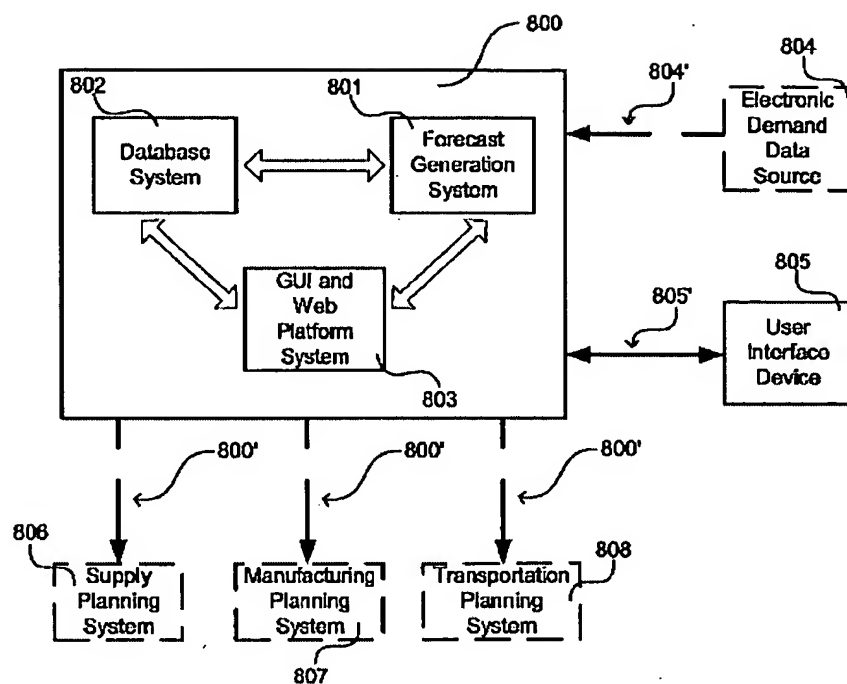 800
804
802
801
804'
Electronic
Demand
Data
Source
Database
System
Forecast
Generation
System
805
805'
GUI and
Web
Platform
System
User
Interface
Device
803
800'
800'
800'
806
808
Supply
Planning
System
Manufacturing
Planning
System
Transportation
Planning
System
807